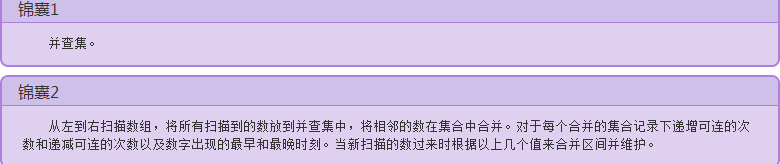 锦囊1
并查集。
锦囊2
从左到右扫描数组，将所有扫描到的数放到并查集中，将相邻的数在集合中合并。对于每个合并的集合记录下递增可连的次
数和递减可连的次数以及数字出现的最早和最晚时刻。当新扫描的数过来时根据以上几个值来合并区间并维护。